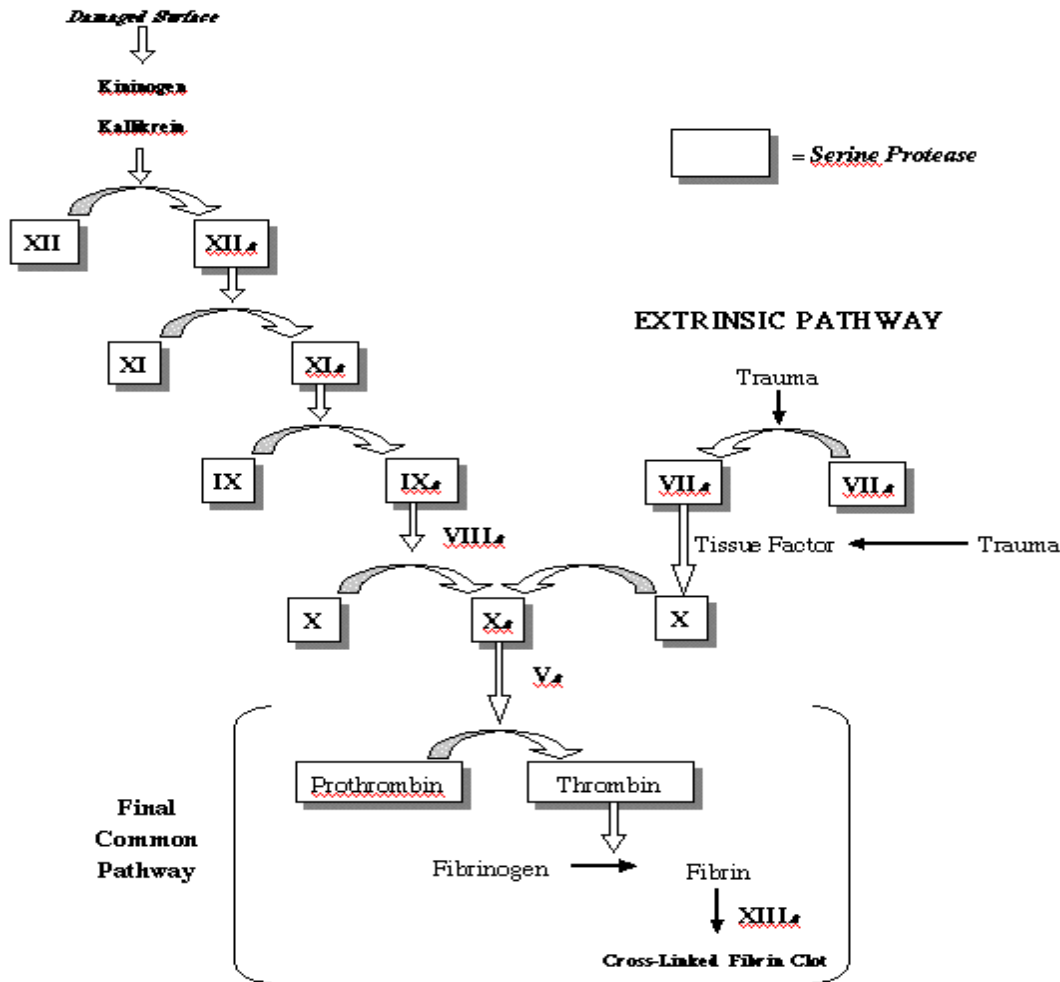 Damaged Surface
Kininogen
Kallikrein
= Serine Protease
XII
XIIa
EXTRINSIC PATHWAY
XI
XIa
Trauma
IX
IXa
VIIa
VIIa
VIIIa
Tissue Factor
Trauma
X
Xa
X
Va
Prothrombin
Thrombin
Final
Common
Pathway
Fibrinogen
Fibrin
XIIIa
Cross-Linked Fibrin Clot